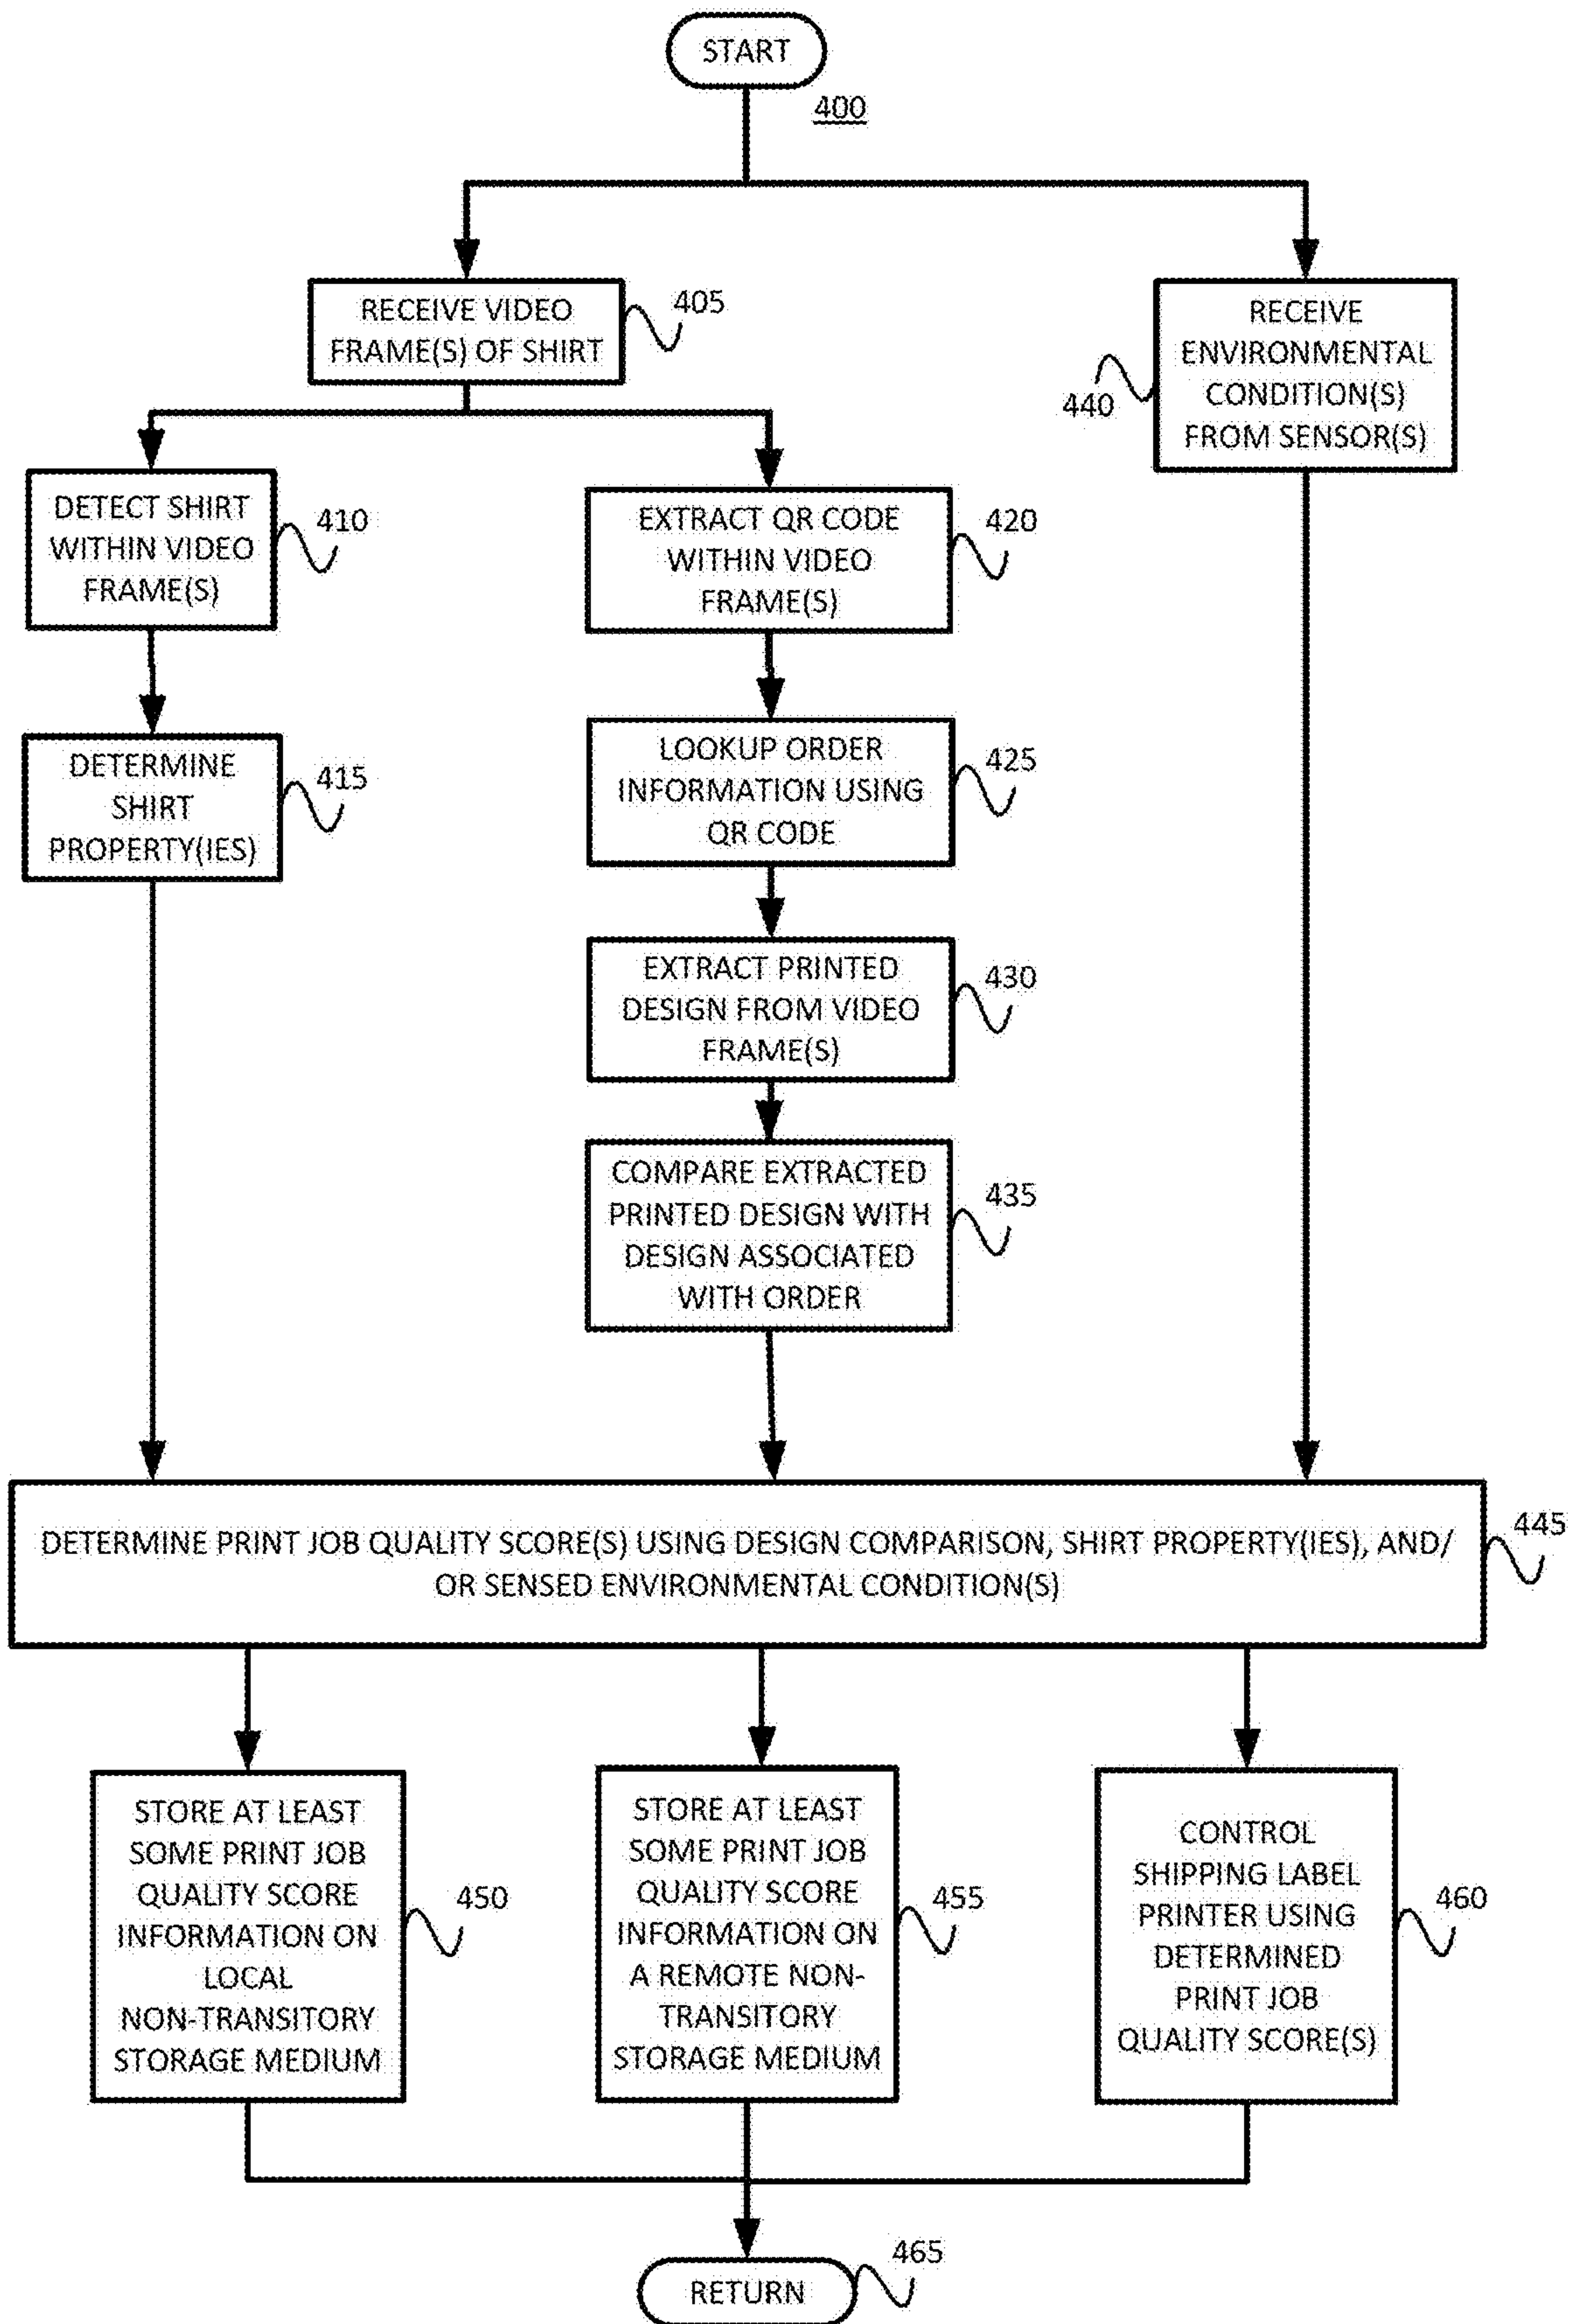 START
400
RECEIVE VIDEO
FRAME(S) OF SHIRT
405
RECEIVE
ENVIRONMENTAL
CONDITION(S)
FROM SENSOR(S)
440
DETECT SHIRT
WITHIN VIDEO
FRAME(S)
410
EXTRACT QR CODE
WITHIN VIDEO
FRAME(S)
420
DETERMINE
SHIRT
PROPERTY(IES)
415
LOOKUP ORDER
INFORMATION USING
QR CODE
425
EXTRACT PRINTED
DESIGN FROM VIDEO
FRAME(S)
430
COMPARE EXTRACTED
PRINTED DESIGN WITH
DESIGN ASSOCIATED
WITH ORDER
435
DETERMINE PRINT JOB QUALITY SCORE(S) USING DESIGN COMPARISON, SHIRT PROPERTY(IES), AND/
OR SENSED ENVIRONMENTAL CONDITION(S)
445
STORE AT LEAST
SOME PRINT JOB
QUALITY SCORE
INFORMATION ON
LOCAL
NON-TRANSITORY
STORAGE MEDIUM
450
STORE AT LEAST
SOME PRINT JOB
QUALITY SCORE
INFORMATION ON
A REMOTE NON-
TRANSITORY
STORAGE MEDIUM
455
CONTROL
SHIPPING LABEL
PRINTER USING
DETERMINED
PRINT JOB
QUALITY SCORE(S)
460
RETURN
465